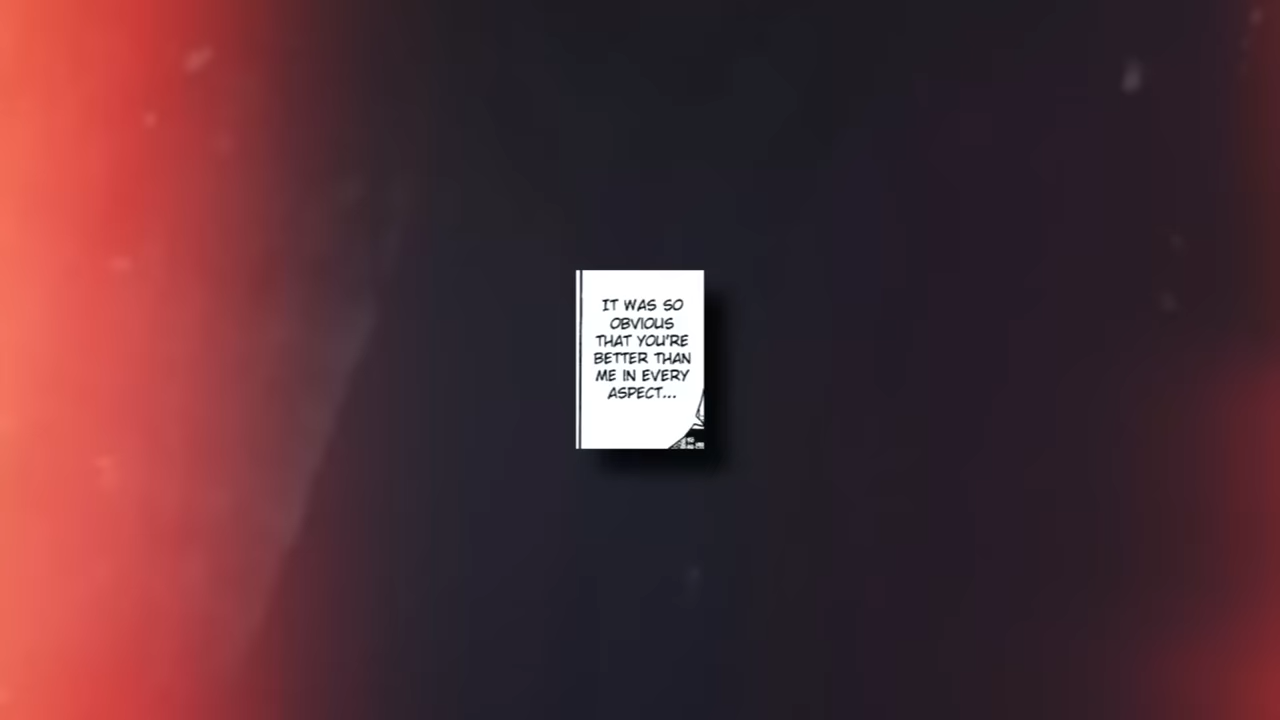 IT WAS SO
OBVIOUS
THAT YOU'RE
BETTER THAN
ME IN EVERY
ASPECT...